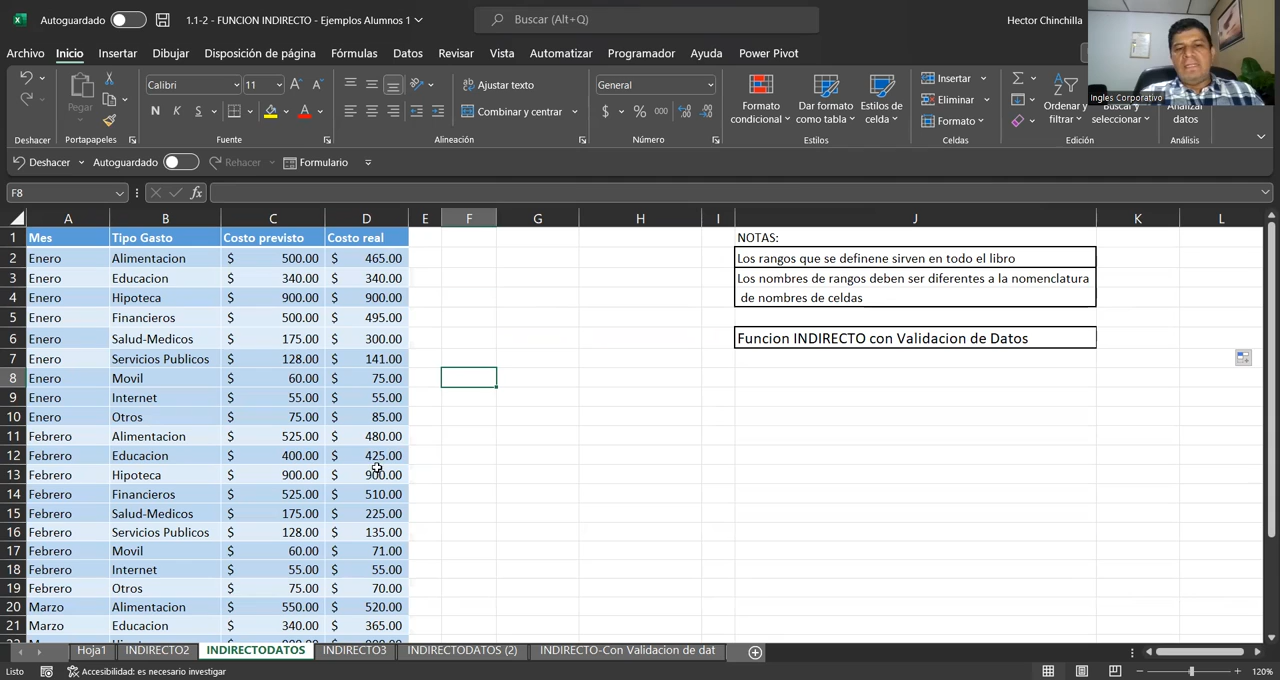 Autoguardado
1.1-2 - FUNCION INDIRECTO - Ejemplos Alumnos 1
Buscar (Alt+Q)
Hector Chinchilla
Archivo Inicio Insertar Dibujar Disposición de página Fórmulas Datos Revisar Vista Automatizar Programador Ayuda Power Pivot
Pegar
Calibri 11
N K S
Ajustar texto
Combinar y centrar
General
$ % 000
Formato condicional
Dar formato como tabla
Estilos de celda
Insertar
Eliminar
Formato
Ordenar y filtrar
Buscar y seleccionar
Analizar datos
Ingles Corporativo
Deshacer Portapapeles Fuente Alineación Número Estilos Celdas Edición Análisis
Deshacer Autoguardado Rehacer Formulario
F8 fx
A B C D E F G H I J K L
1 Mes Tipo Gasto Costo previsto Costo real NOTAS:
2 Enero Alimentacion $ 500.00 $ 465.00 Los rangos que se definene sirven en todo el libro
3 Enero Educacion $ 340.00 $ 340.00 Los nombres de rangos deben ser diferentes a la nomenclatura
4 Enero Hipoteca $ 900.00 $ 900.00 de nombres de celdas
5 Enero Financieros $ 500.00 $ 495.00
6 Enero Salud-Medicos $ 175.00 $ 300.00 Funcion INDIRECTO con Validacion de Datos
7 Enero Servicios Publicos $ 128.00 $ 141.00
8 Enero Movil $ 60.00 $ 75.00
9 Enero Internet $ 55.00 $ 55.00
10 Enero Otros $ 75.00 $ 85.00
11 Febrero Alimentacion $ 525.00 $ 480.00
12 Febrero Educacion $ 400.00 $ 425.00
13 Febrero Hipoteca $ 900.00 $ 900.00
14 Febrero Financieros $ 525.00 $ 510.00
15 Febrero Salud-Medicos $ 175.00 $ 225.00
16 Febrero Servicios Publicos $ 128.00 $ 135.00
17 Febrero Movil $ 60.00 $ 71.00
18 Febrero Internet $ 55.00 $ 55.00
19 Febrero Otros $ 75.00 $ 70.00
20 Marzo Alimentacion $ 550.00 $ 520.00
21 Marzo Educacion $ 340.00 $ 365.00
Hoja1 INDIRECTO2 INDIRECTODATOS INDIRECTO3 INDIRECTODATOS (2) INDIRECTO-Con Validacion de dat
Listo Accesibilidad: es necesario investigar 120%